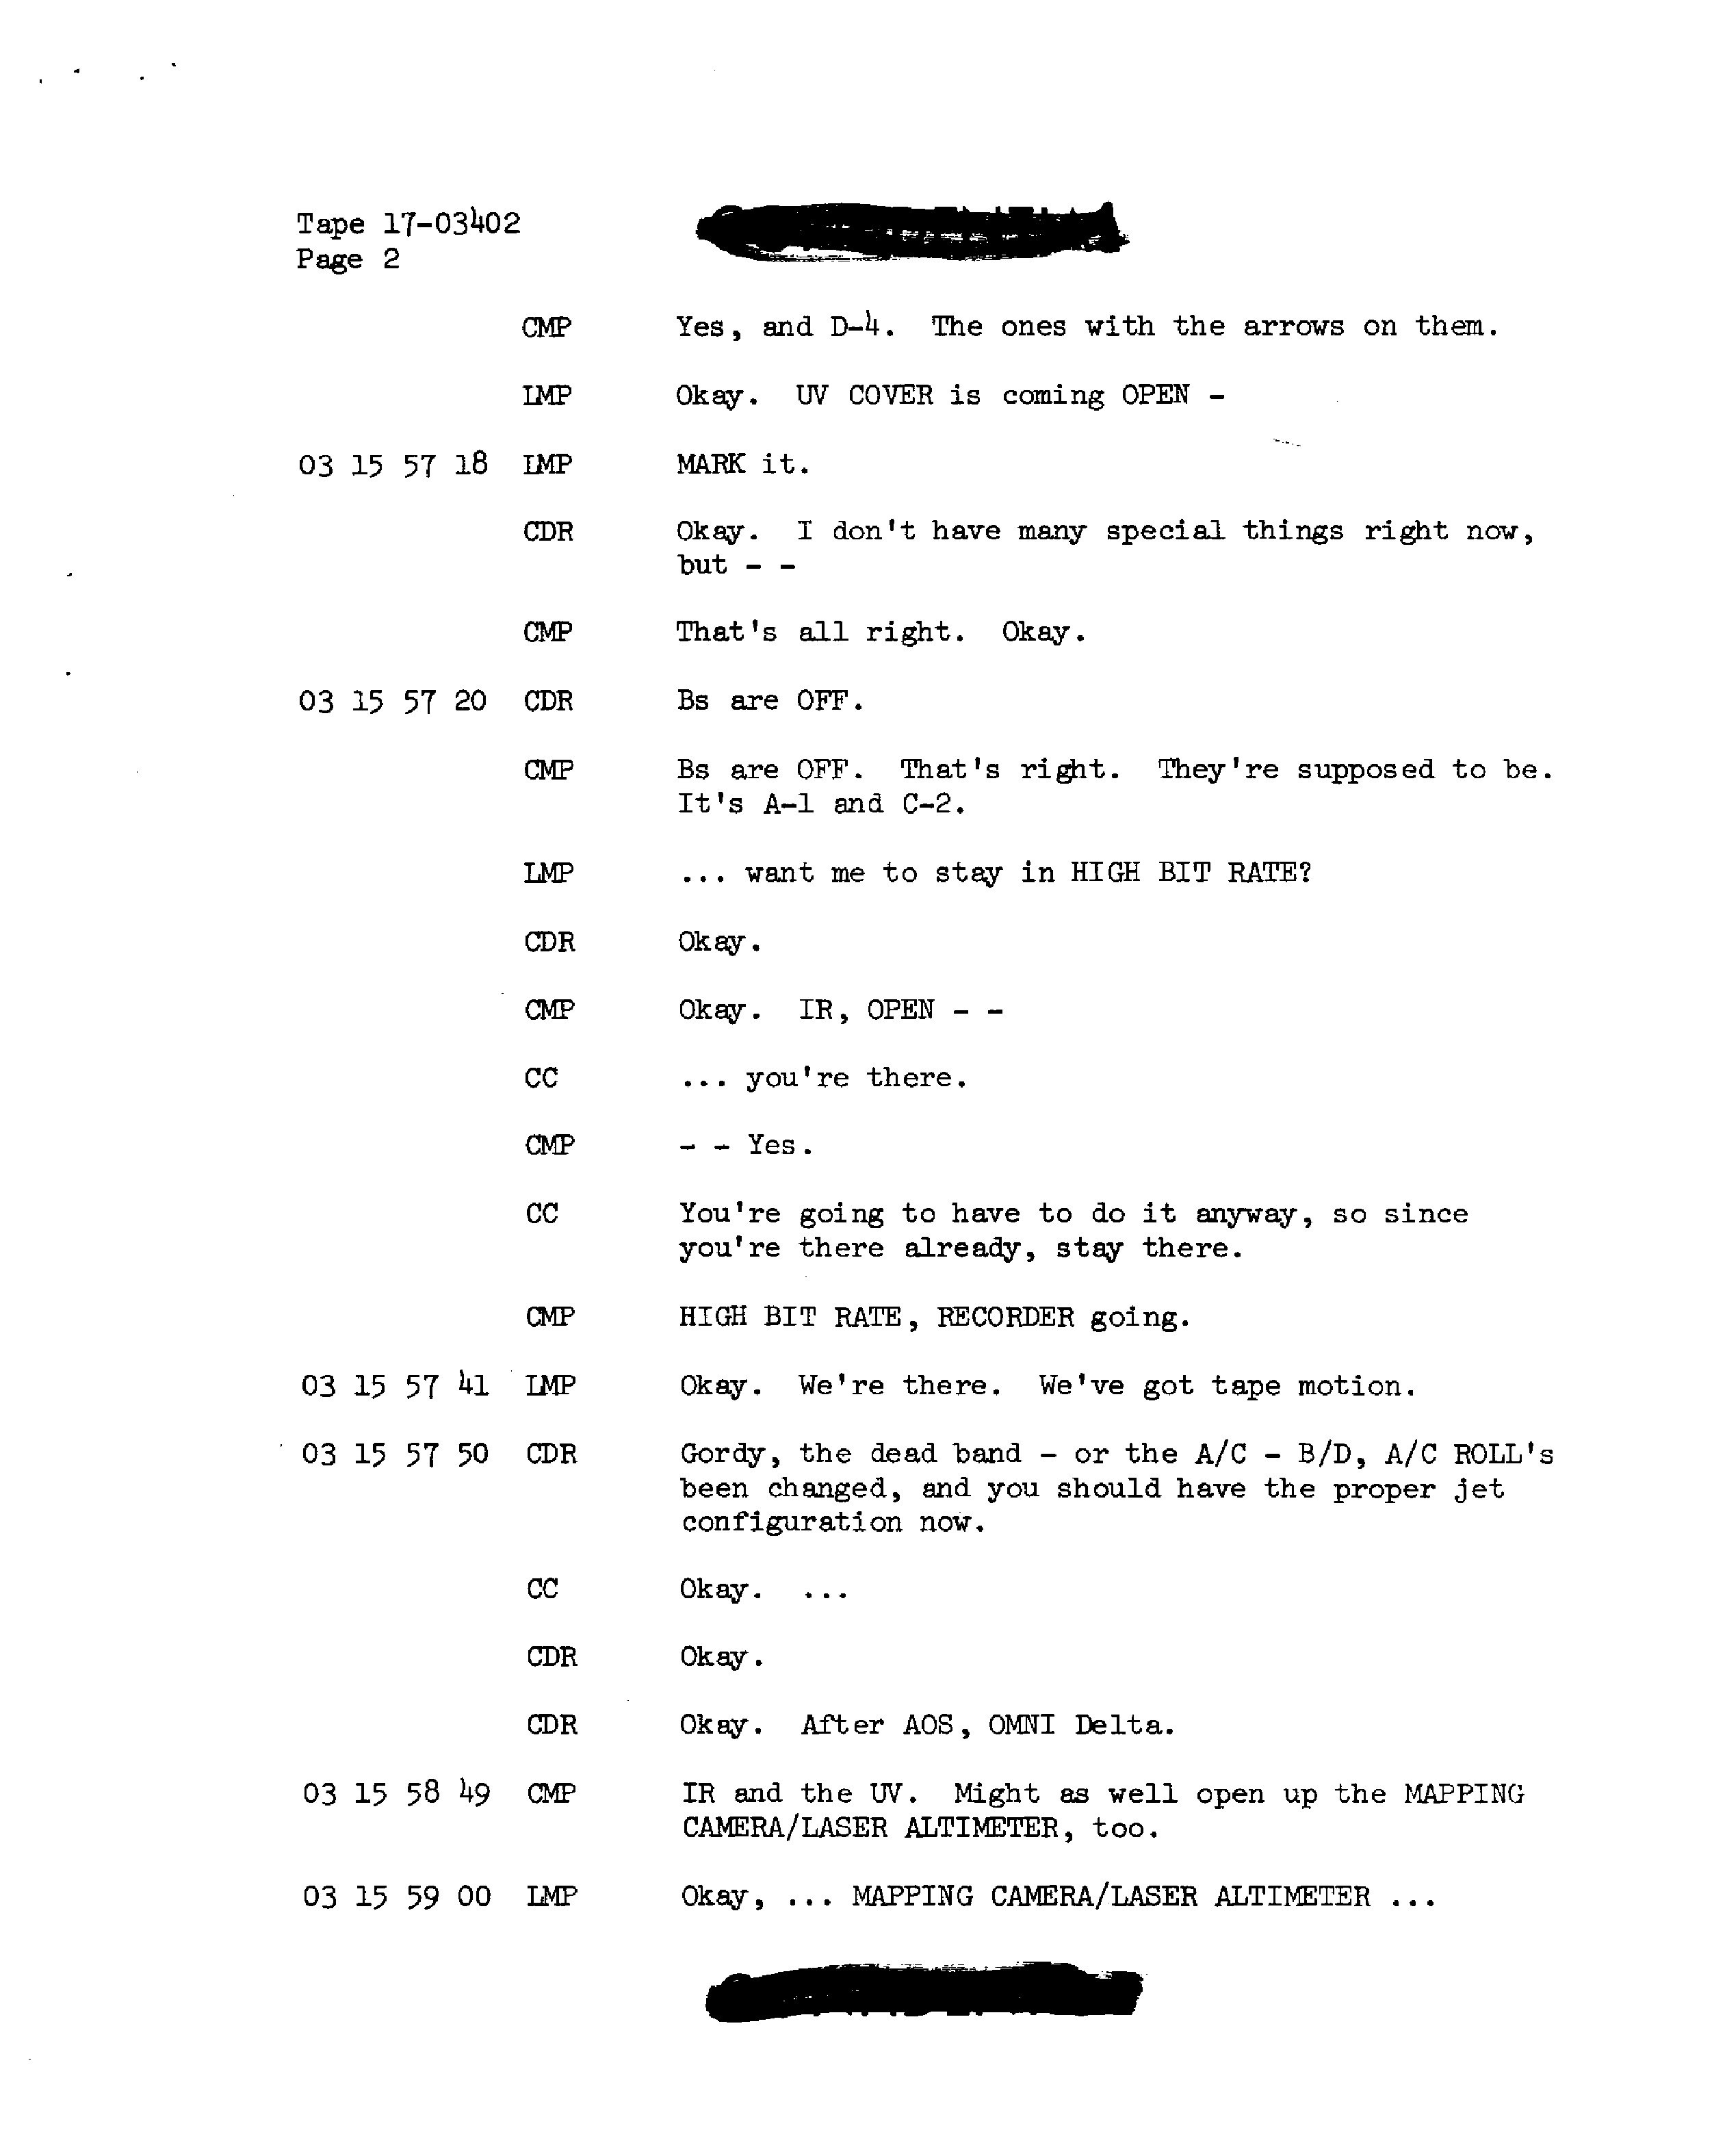 Tape 17-03402
Page 2
CMP Yes, and D-4. The ones with the arrows on them.
LMP Okay. UV COVER is coming OPEN -
03 15 57 18 LMP MARK it.
CDR Okay. I don't have many special things right now,
but - -
CMP That's all right. Okay.
03 15 57 20 CDR Bs are OFF.
CMP Bs are OFF. That's right. They're supposed to be.
It's A-1 and C-2.
LMP ... want me to stay in HIGH BIT RATE?
CDR Okay.
CMP Okay. IR, OPEN - -
CC ... you're there.
CMP - - Yes.
CC You're going to have to do it anyway, so since
you're there already, stay there.
CMP HIGH BIT RATE, RECORDER going.
03 15 57 41 LMP Okay. We're there. We've got tape motion.
03 15 57 50 CDR Gordy, the dead band - or the A/C - B/D, A/C ROLL's
been changed, and you should have the proper jet
configuration now.
CC Okay. ...
CDR Okay.
CDR Okay. After AOS, OMNI Delta.
03 15 58 49 CMP IR and the UV. Might as well open up the MAPPING
CAMERA/LASER ALTIMETER, too.
03 15 59 00 LMP Okay, ... MAPPING CAMERA/LASER ALTIMETER ...